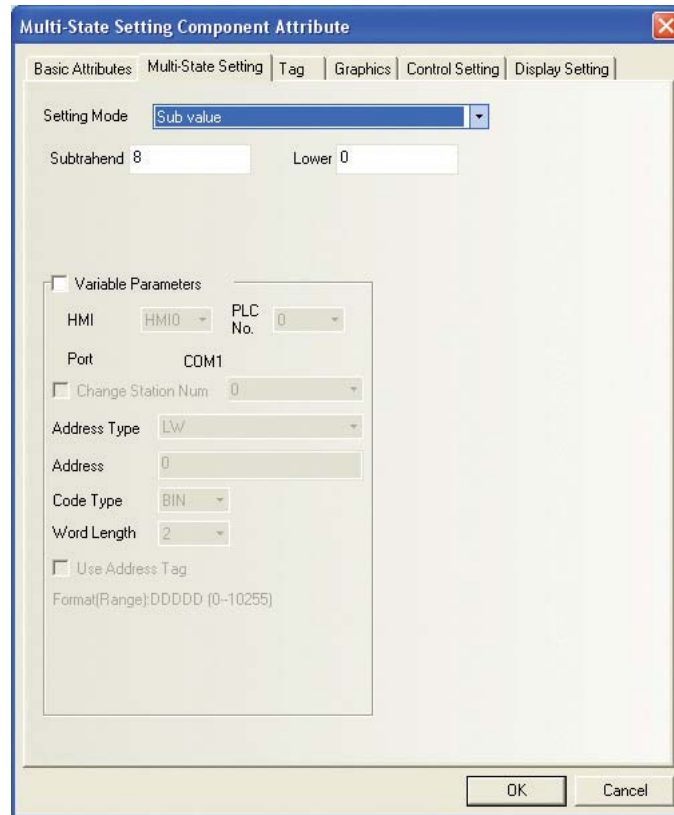 Multi-State Setting Component Attribute
Basic Attributes Multi-State Setting Tag Graphics Control Setting Display Setting
Setting Mode Sub value
Subtrahend 8 Lower 0
Variable Parameters
HMI HMI0 PLC No. 0
Port COM1
Change Station Num 0
Address Type LW
Address 0
Code Type BIN
Word Length 2
Use Address Tag
Format(Range):DDDDD (0~10255)
OK Cancel